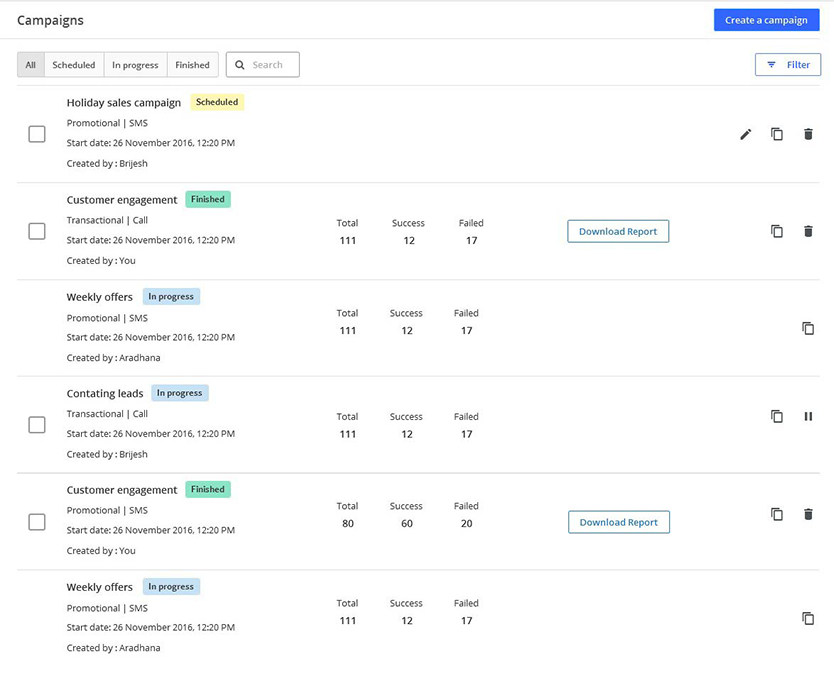 Campaigns
Create a campaign
All
Scheduled
In progress
Finished
Search
Filter
Holiday sales campaign Scheduled
Promotional | SMS
Start date: 26 November 2016, 12:20 PM
Created by : Brijesh
Customer engagement Finished
Transactional | Call
Start date: 26 November 2016, 12:20 PM
Created by : You
Total Success Failed
111 12 17
Download Report
Weekly offers In progress
Promotional | SMS
Start date: 26 November 2016, 12:20 PM
Created by : Aradhana
Total Success Failed
111 12 17
Contating leads In progress
Transactional | Call
Start date: 26 November 2016, 12:20 PM
Created by : Brijesh
Total Success Failed
111 12 17
Customer engagement Finished
Promotional | SMS
Start date: 26 November 2016, 12:20 PM
Created by : You
Total Success Failed
80 60 20
Download Report
Weekly offers In progress
Promotional | SMS
Start date: 26 November 2016, 12:20 PM
Created by : Aradhana
Total Success Failed
111 12 17